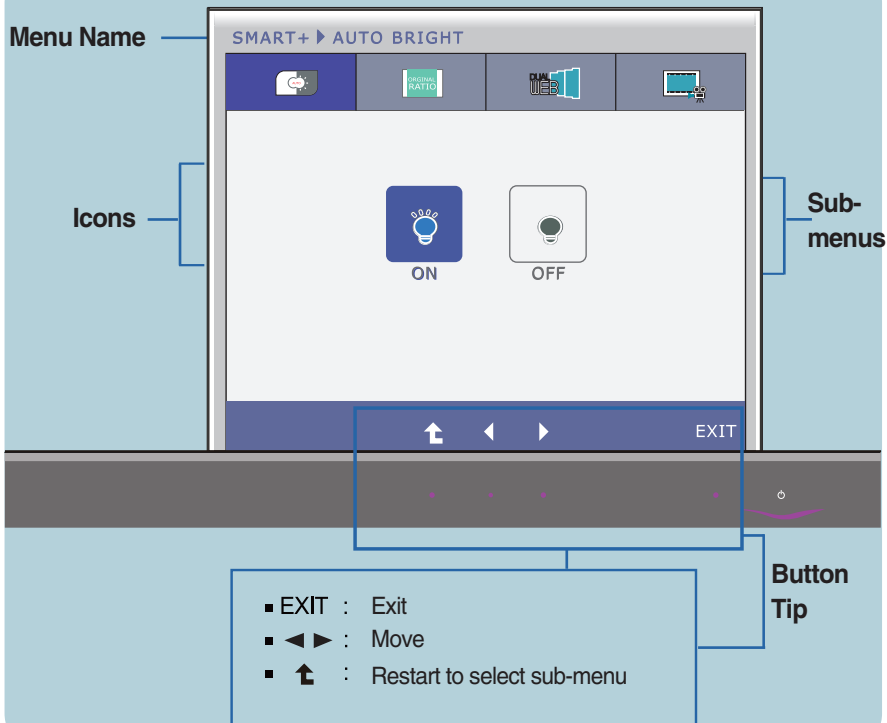 Menu Name
SMART+ ▶ AUTO BRIGHT
AUTO
ORIGINAL
RATIO
DUAL
WEB
Icons
ON
OFF
Sub-
menus
EXIT
Button
Tip
■ EXIT : Exit
■ ◀ ▶ : Move
■ ⮤ : Restart to select sub-menu